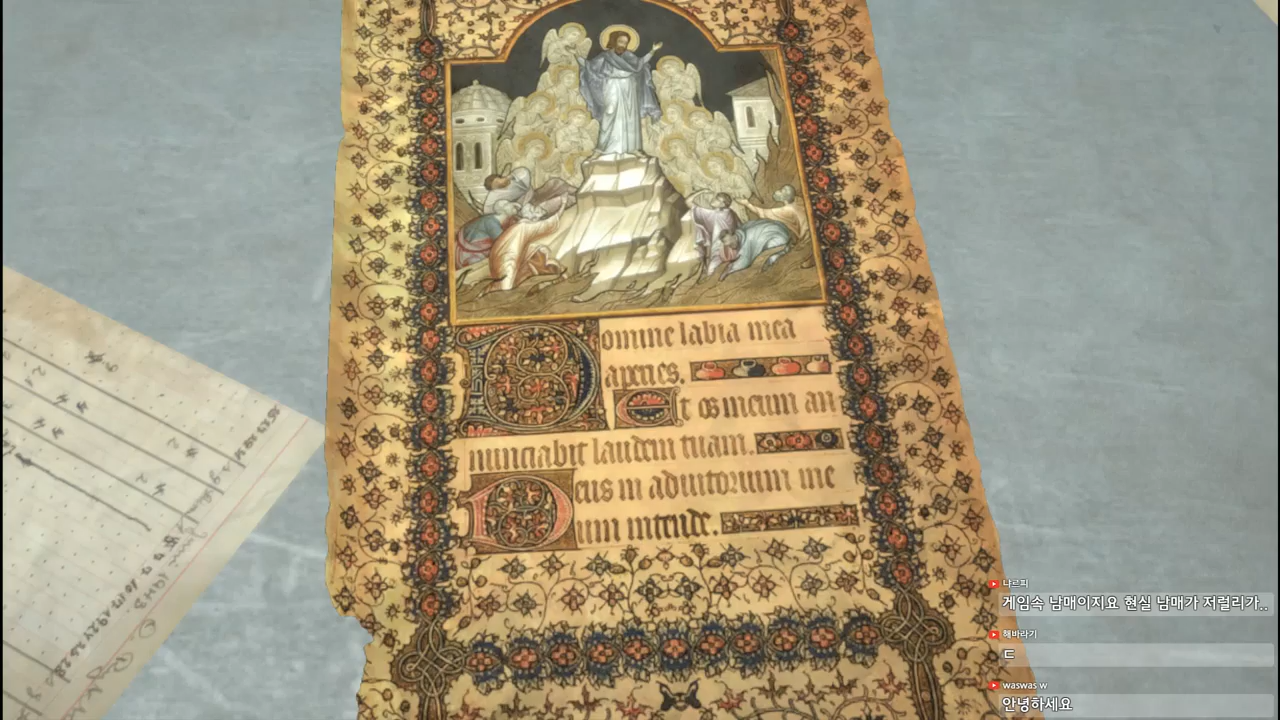 Domine labia mea
aperies.
Et os meum an
nunciabit laudem tuam.
Deus in adiutorium me
um intende.
냐르피
게임속 남매이지요 현실 남매가 저럴리가..
해바라기
ㄷ
waswas w
안녕하세요